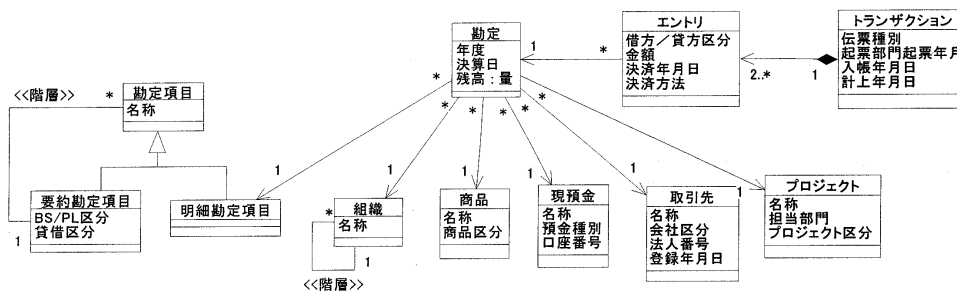 エントリ
借方／貸方区分
金額
決済年月日
決済方法
トランザクション
伝票種別
起票部門起票年月
入帳年月日
計上年月日
勘定
年度
決算日
残高：量
1
*
2..*
1
<<階層>>
*
勘定項目
名称
*
*
*
*
*
*
要約勘定項目
BS/PL区分
貸借区分
1
1
明細勘定項目
1
組織
名称
*
1
<<階層>>
1
商品
名称
商品区分
1
現預金
名称
預金種別
口座番号
1
取引先
名称
会社区分
法人番号
登録年月日
1
プロジェクト
名称
担当部門
プロジェクト区分